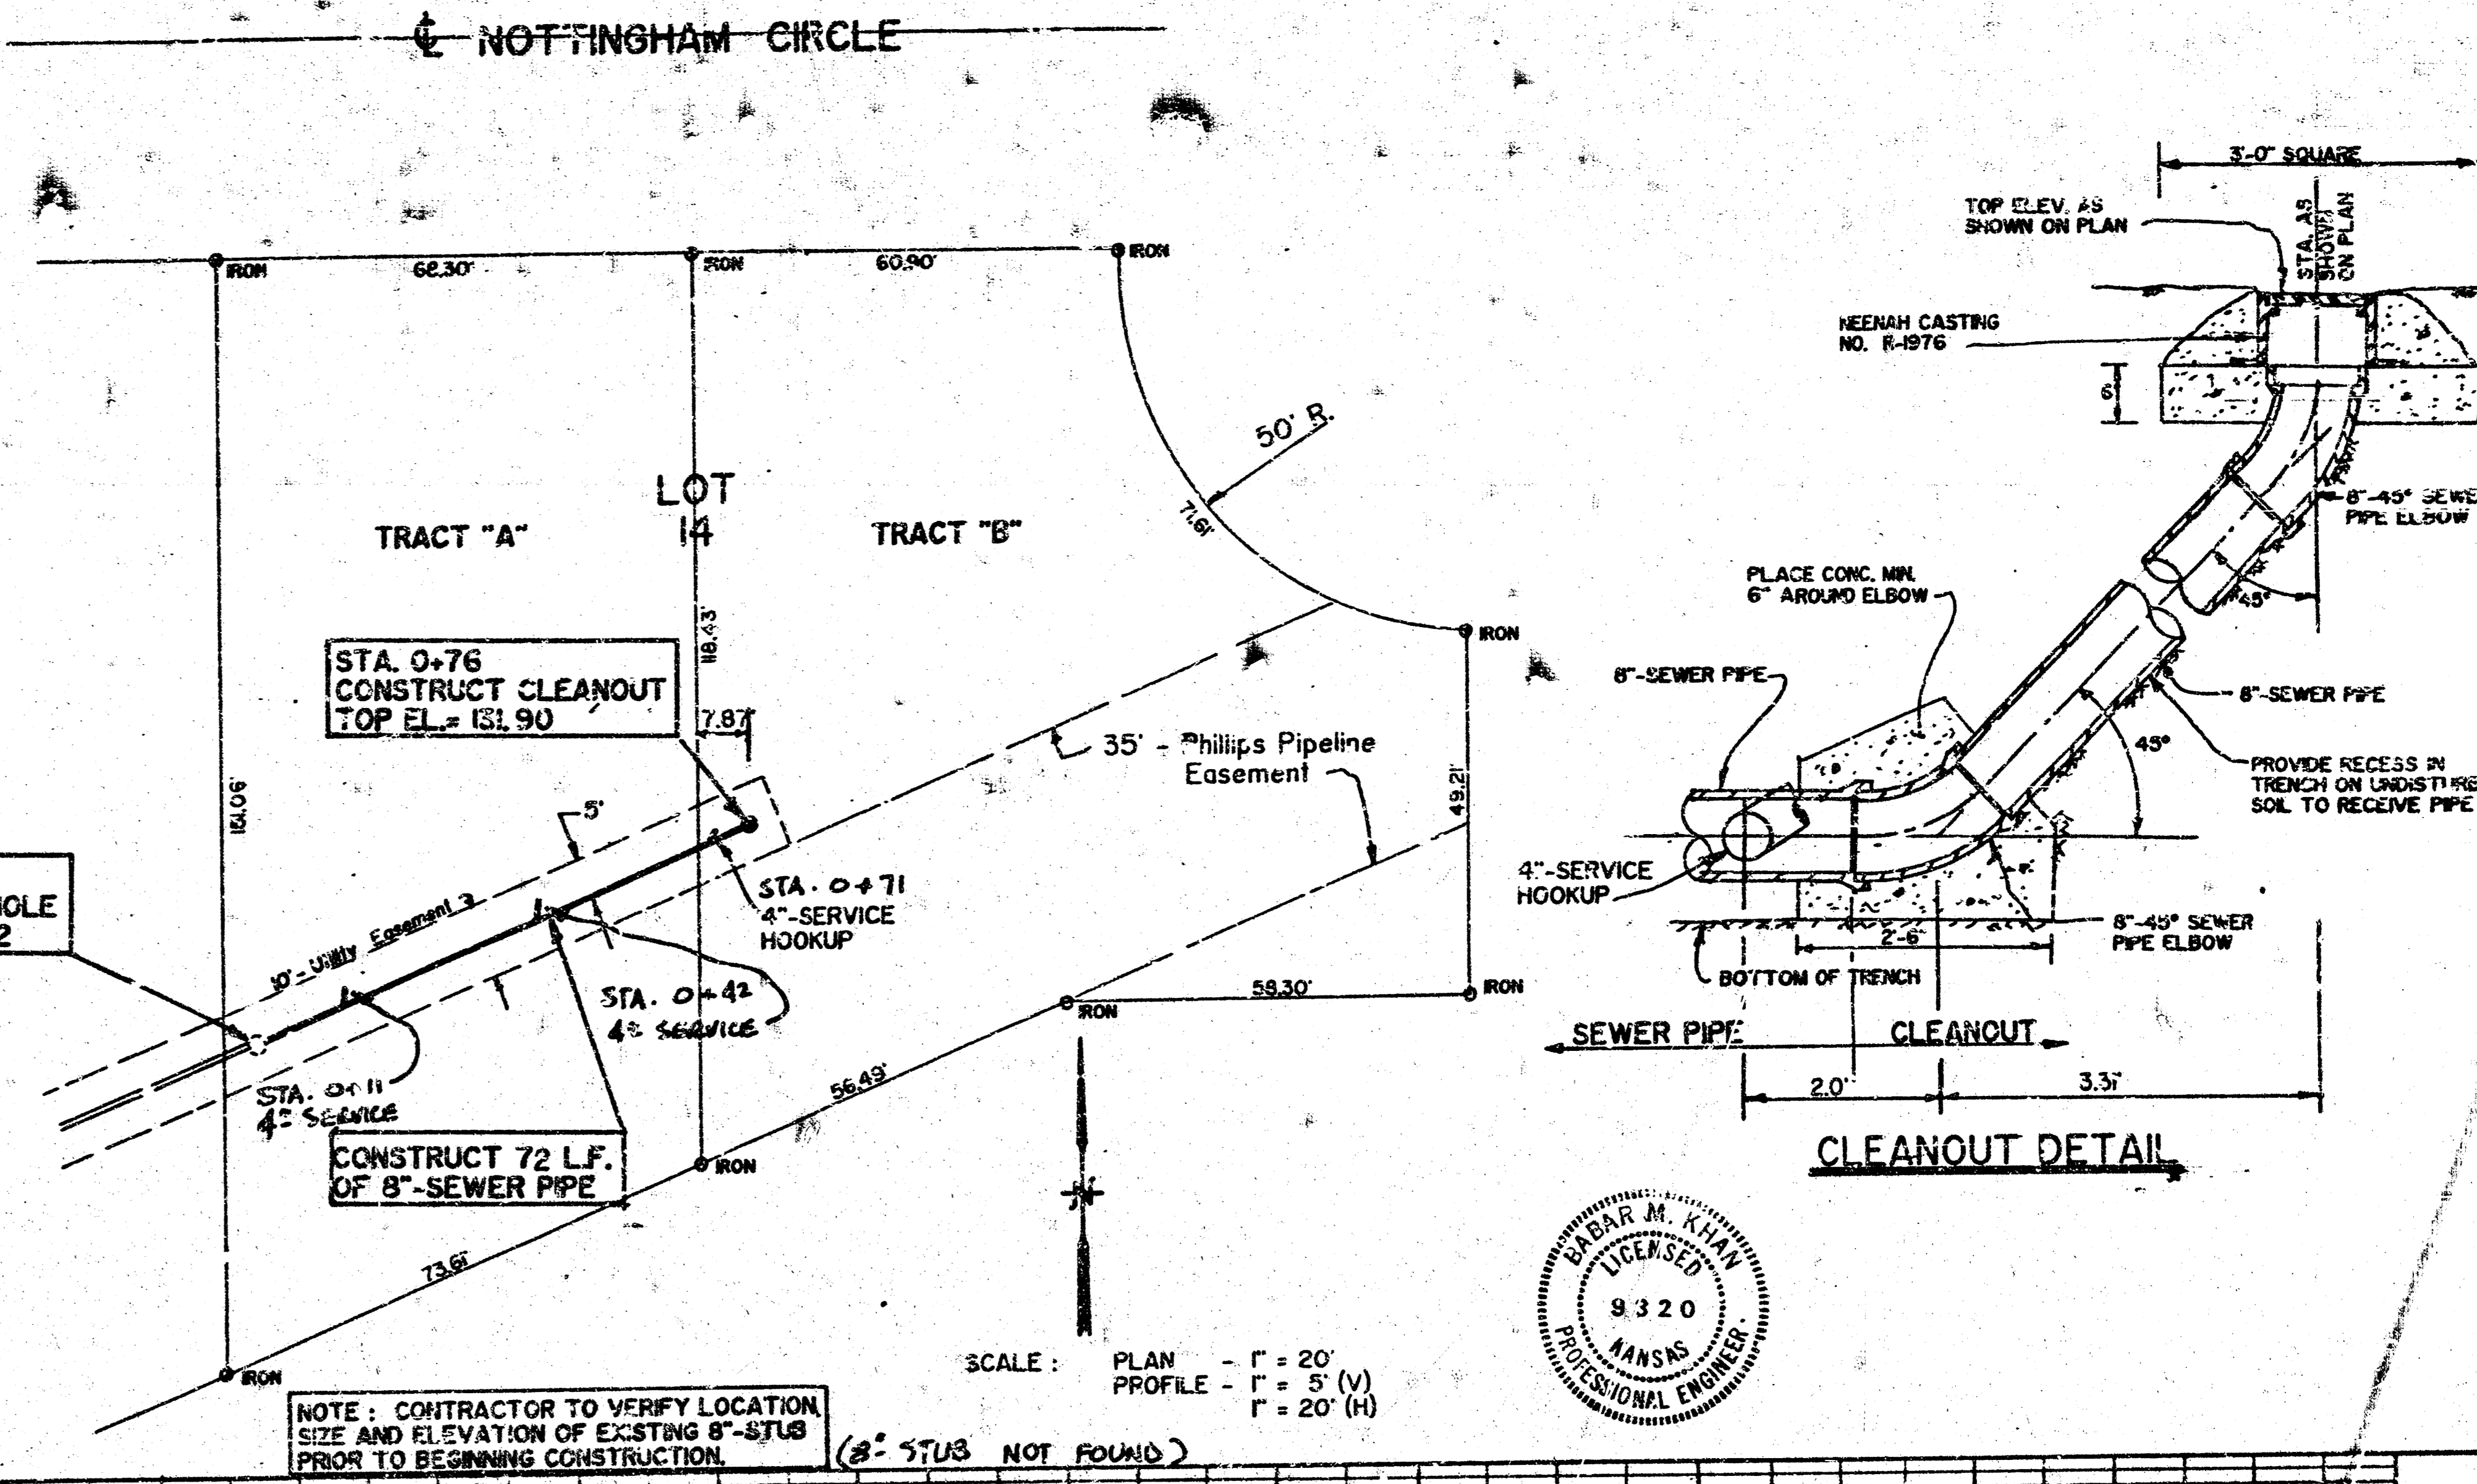 ℄ NOTTINGHAM CIRCLE
IRON
68.30'
IRON
60.90'
IRON
50' R.
71.61'
LOT
14
TRACT "A"
TRACT "B"
118.43'
STA. 0+76
CONSTRUCT CLEANOUT
TOP EL.= 131.90
7.87'
IRON
35' - Phillips Pipeline
Easement
49.21'
151.06'
5'
10' - Utility Easement
STA. 0+71
4"-SERVICE
HOOKUP
STA. 0+42
4" SERVICE
STA. 0+11
4" SERVICE
CONSTRUCT 72 L.F.
OF 8"-SEWER PIPE
IRON
58.30'
IRON
56.49'
IRON
73.61'
IRON
N
SCALE : PLAN - 1" = 20'
PROFILE - 1" = 5' (V)
1" = 20' (H)
NOTE : CONTRACTOR TO VERIFY LOCATION,
SIZE AND ELEVATION OF EXISTING 8"-STUB
PRIOR TO BEGINNING CONSTRUCTION.
(8" STUB NOT FOUND)
3'-0" SQUARE
TOP ELEV. AS
SHOWN ON PLAN
STA. AS
SHOWN
ON PLAN
NEENAH CASTING
NO. R-1976
6"
8"-45° SEWE
PIPE ELBOW
45°
PLACE CONC. MIN.
6" AROUND ELBOW
8"-SEWER PIPE
8"-SEWER PIPE
45°
PROVIDE RECESS IN
TRENCH ON UNDISTURBE
SOIL TO RECEIVE PIPE
4"-SERVICE
HOOKUP
8"-45° SEWER
PIPE ELBOW
2'-6"
BOTTOM OF TRENCH
SEWER PIPE
CLEANOUT
2.0'
3.31'
CLEANOUT DETAIL
BABAR M. KHAN
LICENSED
9320
KANSAS
PROFESSIONAL ENGINEER